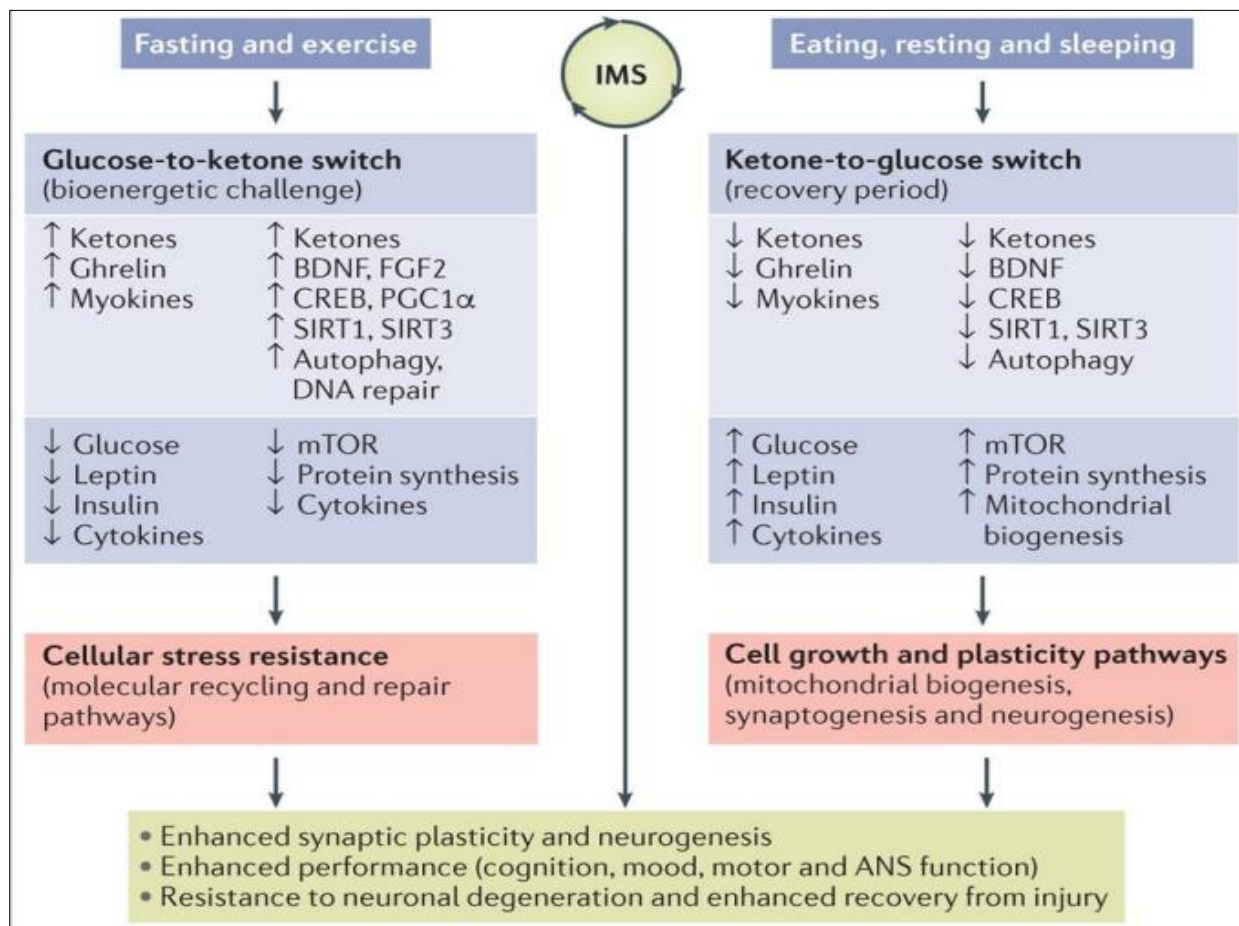 Fasting and exercise
IMS
Eating, resting and sleeping
Glucose-to-ketone switch
(bioenergetic challenge)
↑ Ketones
↑ Ghrelin
↑ Myokines
↑ Ketones
↑ BDNF, FGF2
↑ CREB, PGC1α
↑ SIRT1, SIRT3
↑ Autophagy,
DNA repair
↓ Glucose
↓ Leptin
↓ Insulin
↓ Cytokines
↓ mTOR
↓ Protein synthesis
↓ Cytokines
Cellular stress resistance
(molecular recycling and repair
pathways)
Ketone-to-glucose switch
(recovery period)
↓ Ketones
↓ Ghrelin
↓ Myokines
↓ Ketones
↓ BDNF
↓ CREB
↓ SIRT1, SIRT3
↓ Autophagy
↑ Glucose
↑ Leptin
↑ Insulin
↑ Cytokines
↑ mTOR
↑ Protein synthesis
↑ Mitochondrial
biogenesis
Cell growth and plasticity pathways
(mitochondrial biogenesis,
synaptogenesis and neurogenesis)
• Enhanced synaptic plasticity and neurogenesis
• Enhanced performance (cognition, mood, motor and ANS function)
• Resistance to neuronal degeneration and enhanced recovery from injury